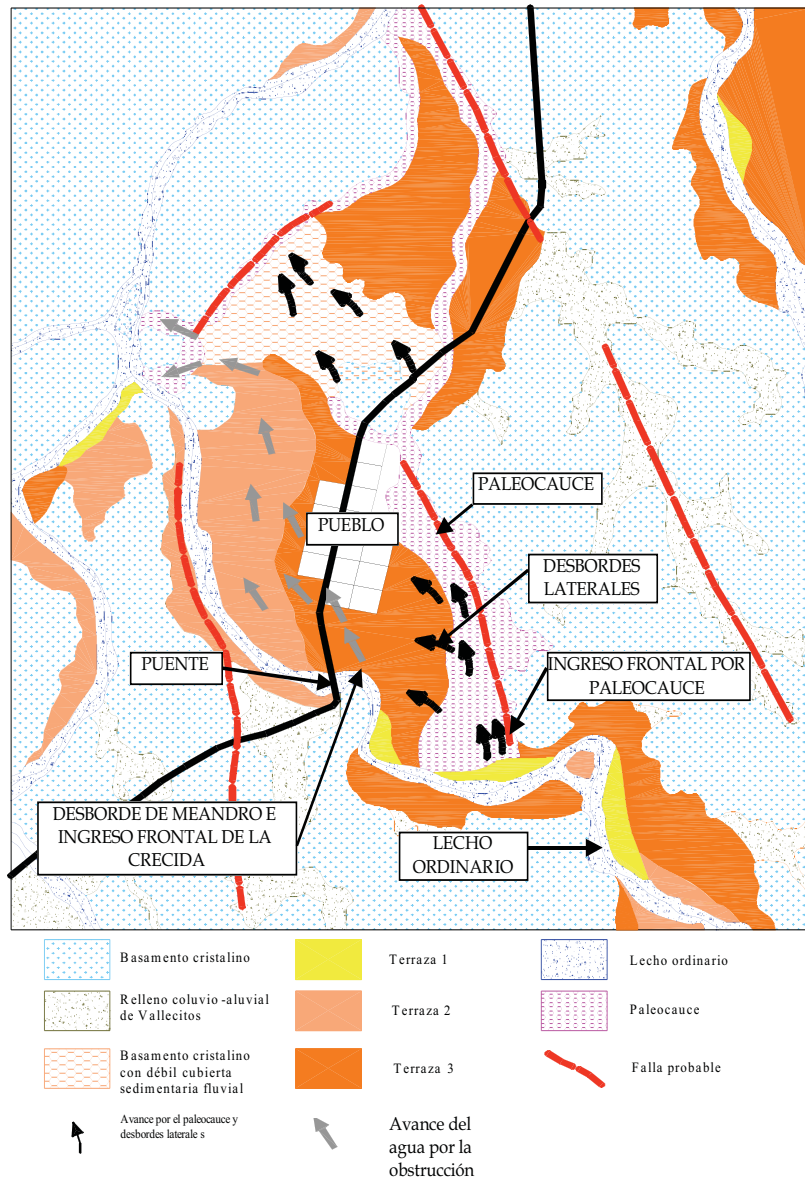 PALEOCAUCE
PUEBLO
DESBORDES
LATERALES
PUENTE
INGRESO FRONTAL POR
PALEOCAUCE
DESBORDE DE MEANDRO E
INGRESO FRONTAL DE LA
CRECIDA
LECHO
ORDINARIO
Basamento cristalino
Relleno coluvio-aluvial
de Vallecitos
Basamento cristalino
con débil cubierta
sedimentaria fluvial
Avance por el paleocauce y
desbordes laterale s
Terraza 1
Terraza 2
Terraza 3
Avance del
agua por la
obstrucción
Lecho ordinario
Paleocauce
Falla probable